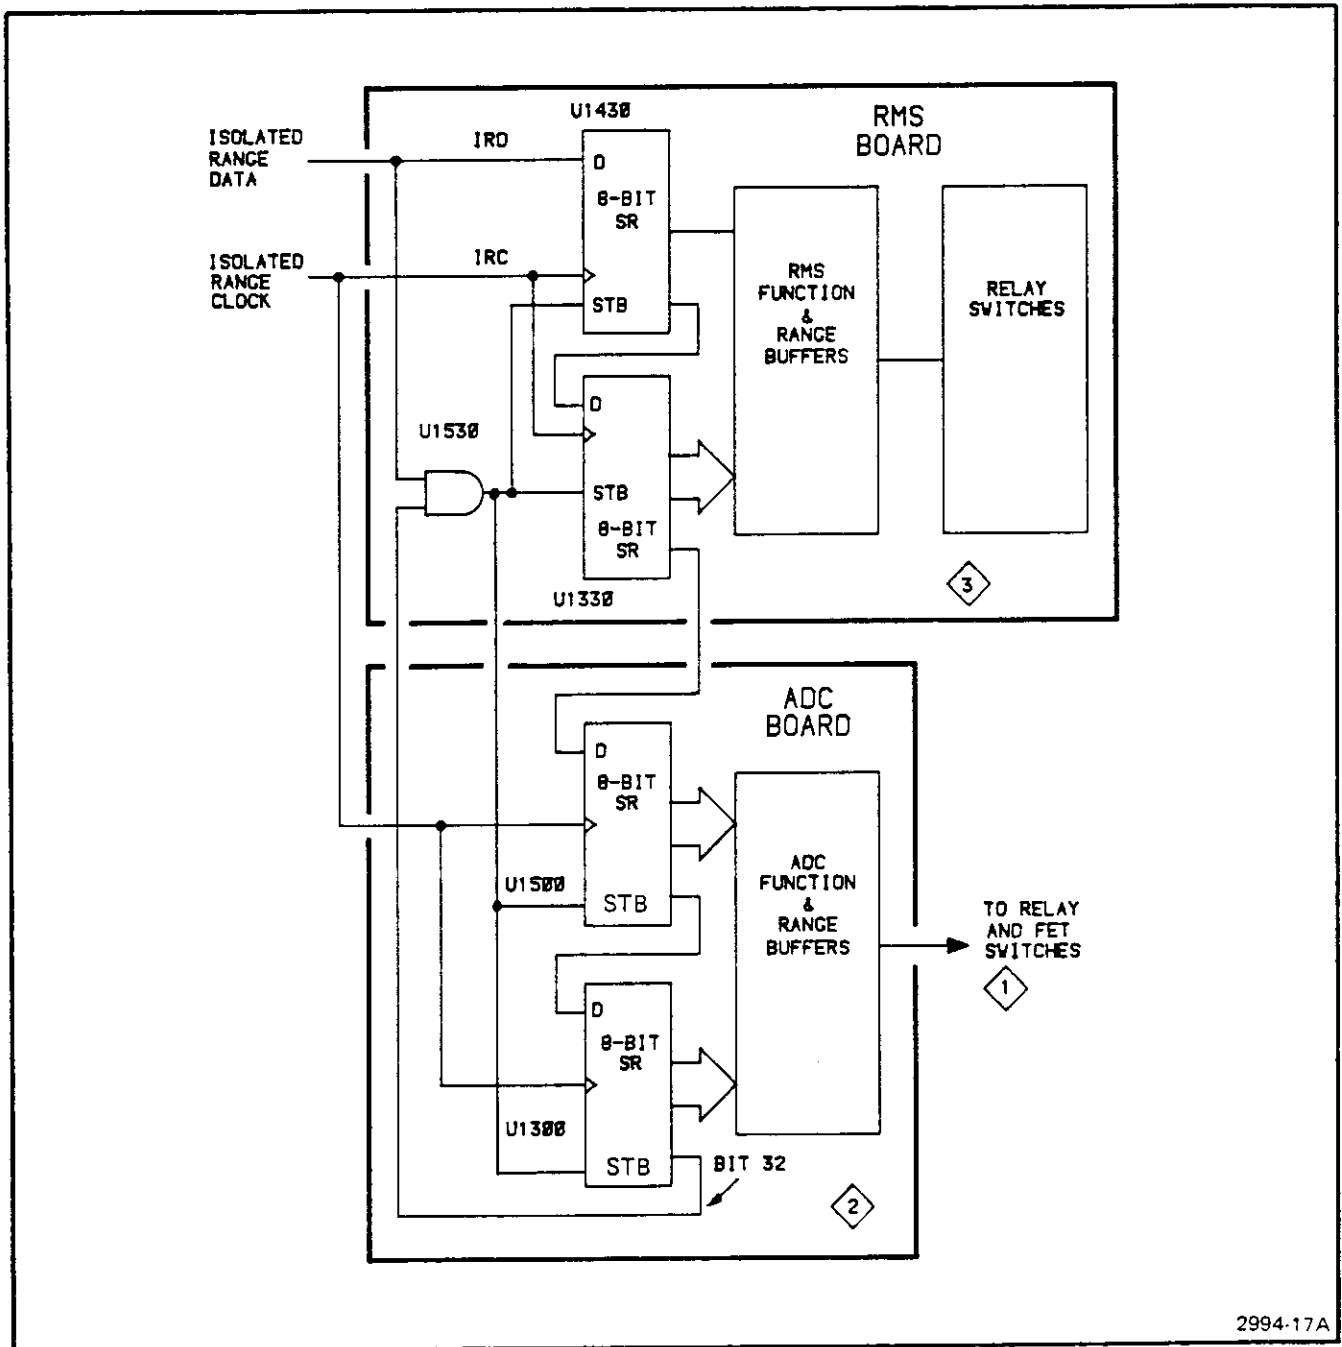 U1430
RMS
BOARD
ISOLATED
RANGE
DATA
IRD
D
8-BIT
SR
ISOLATED
RANGE
CLOCK
IRC
STB
RMS
FUNCTION
&
RANGE
BUFFERS
RELAY
SWITCHES
D
U1530
STB
8-BIT
SR
U1330
3
ADC
BOARD
D
8-BIT
SR
U1500
STB
ADC
FUNCTION
&
RANGE
BUFFERS
TO RELAY
AND FET
SWITCHES
1
D
8-BIT
SR
U1300
STB
BIT 32
2
2994-17A